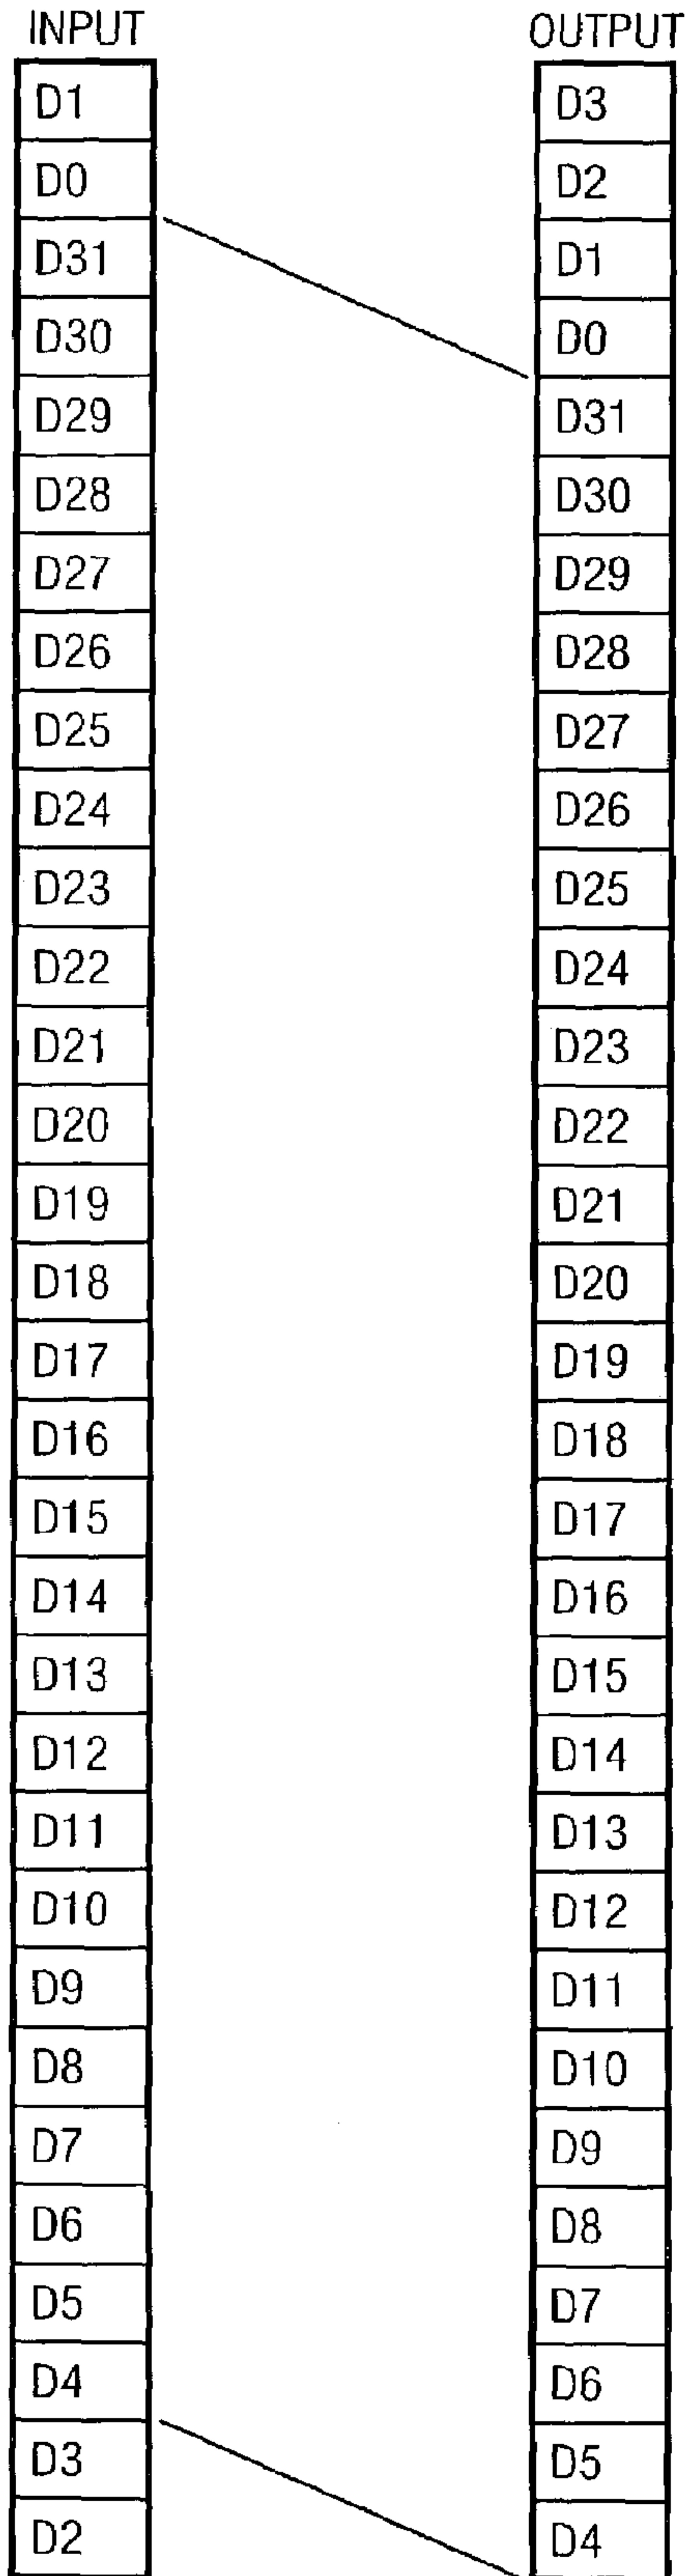 INPUT OUTPUT
D1 D3
D0 D2
D31 D1
D30 D0
D29 D31
D28 D30
D27 D29
D26 D28
D25 D27
D24 D26
D23 D25
D22 D24
D21 D23
D20 D22
D19 D21
D18 D20
D17 D19
D16 D18
D15 D17
D14 D16
D13 D15
D12 D14
D11 D13
D10 D12
D9 D11
D8 D10
D7 D9
D6 D8
D5 D7
D4 D6
D3 D5
D2 D4